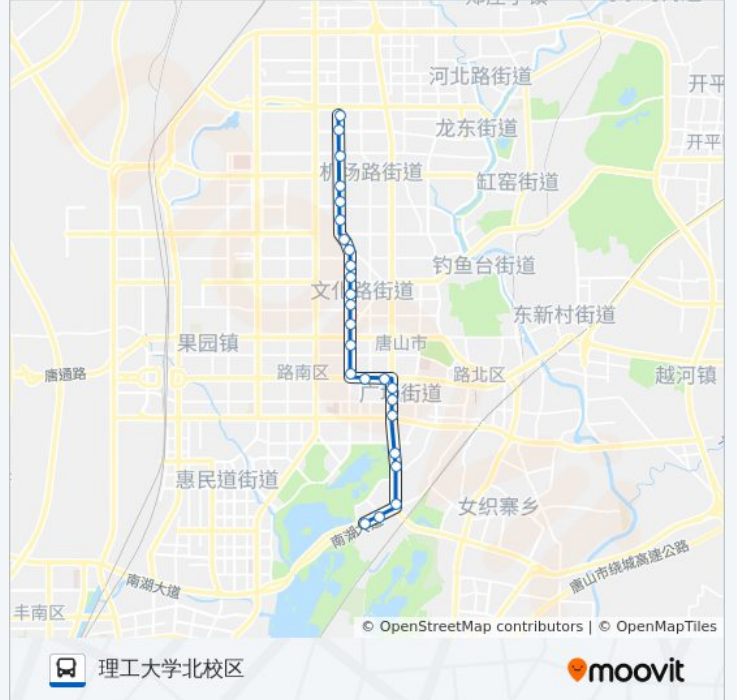 河北路街道
开平
龙东街道
开平
机场路街道
缸窑街道
钓鱼台街道
文化路街道
东新村街道
果园镇
唐山市
唐通路
路南区
路北区
越河镇
广场街道
惠民道街道
女织寨乡
南湖大道
唐山市绕城高速公路
南湖大道
丰南区
© OpenStreetMap contributors | © OpenMapTiles
理工大学北校区
moovit